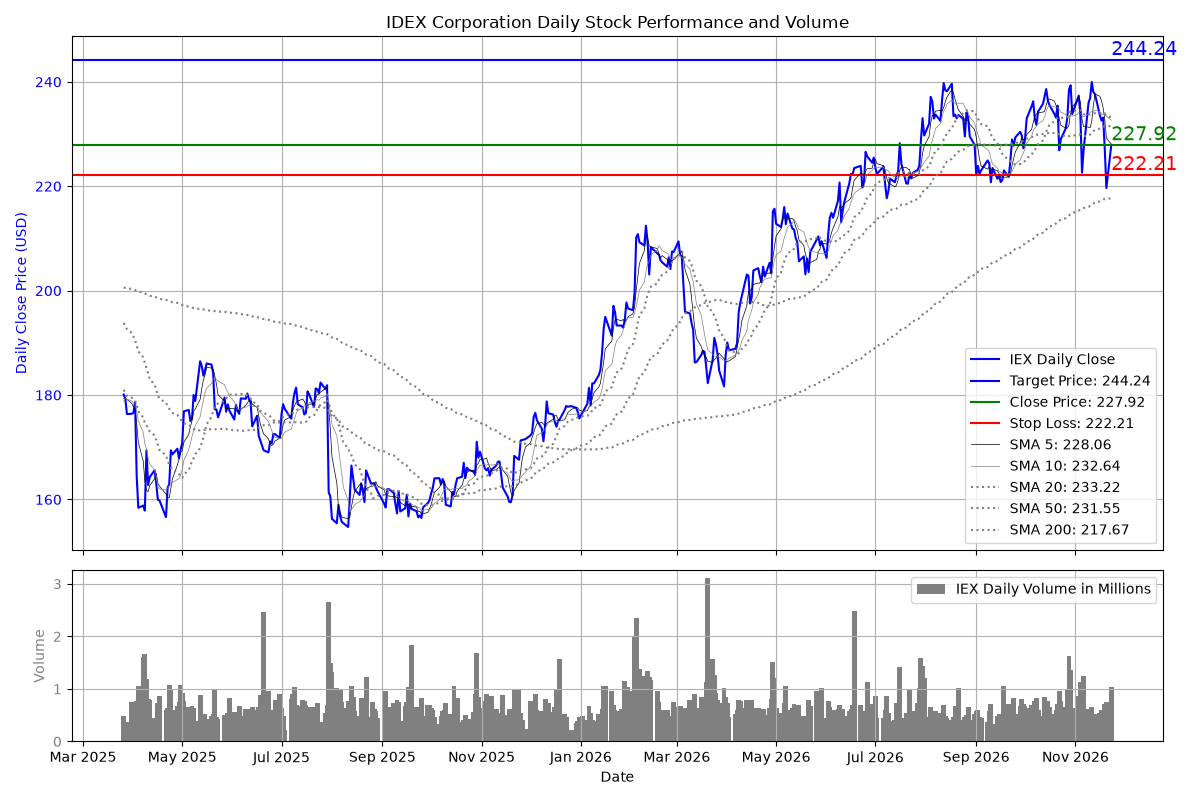 IDEX Corporation Daily Stock Performance and Volume
244.24
240
227.92
222.21
220
200
180
160
Daily Close Price (USD)
IEX Daily Close
Target Price: 244.24
Close Price: 227.92
Stop Loss: 222.21
SMA 5: 228.06
SMA 10: 232.64
SMA 20: 233.22
SMA 50: 231.55
SMA 200: 217.67
3
2
1
0
Volume
IEX Daily Volume in Millions
Mar 2025 May 2025 Jul 2025 Sep 2025 Nov 2025 Jan 2026 Mar 2026 May 2026 Jul 2026 Sep 2026 Nov 2026
Date